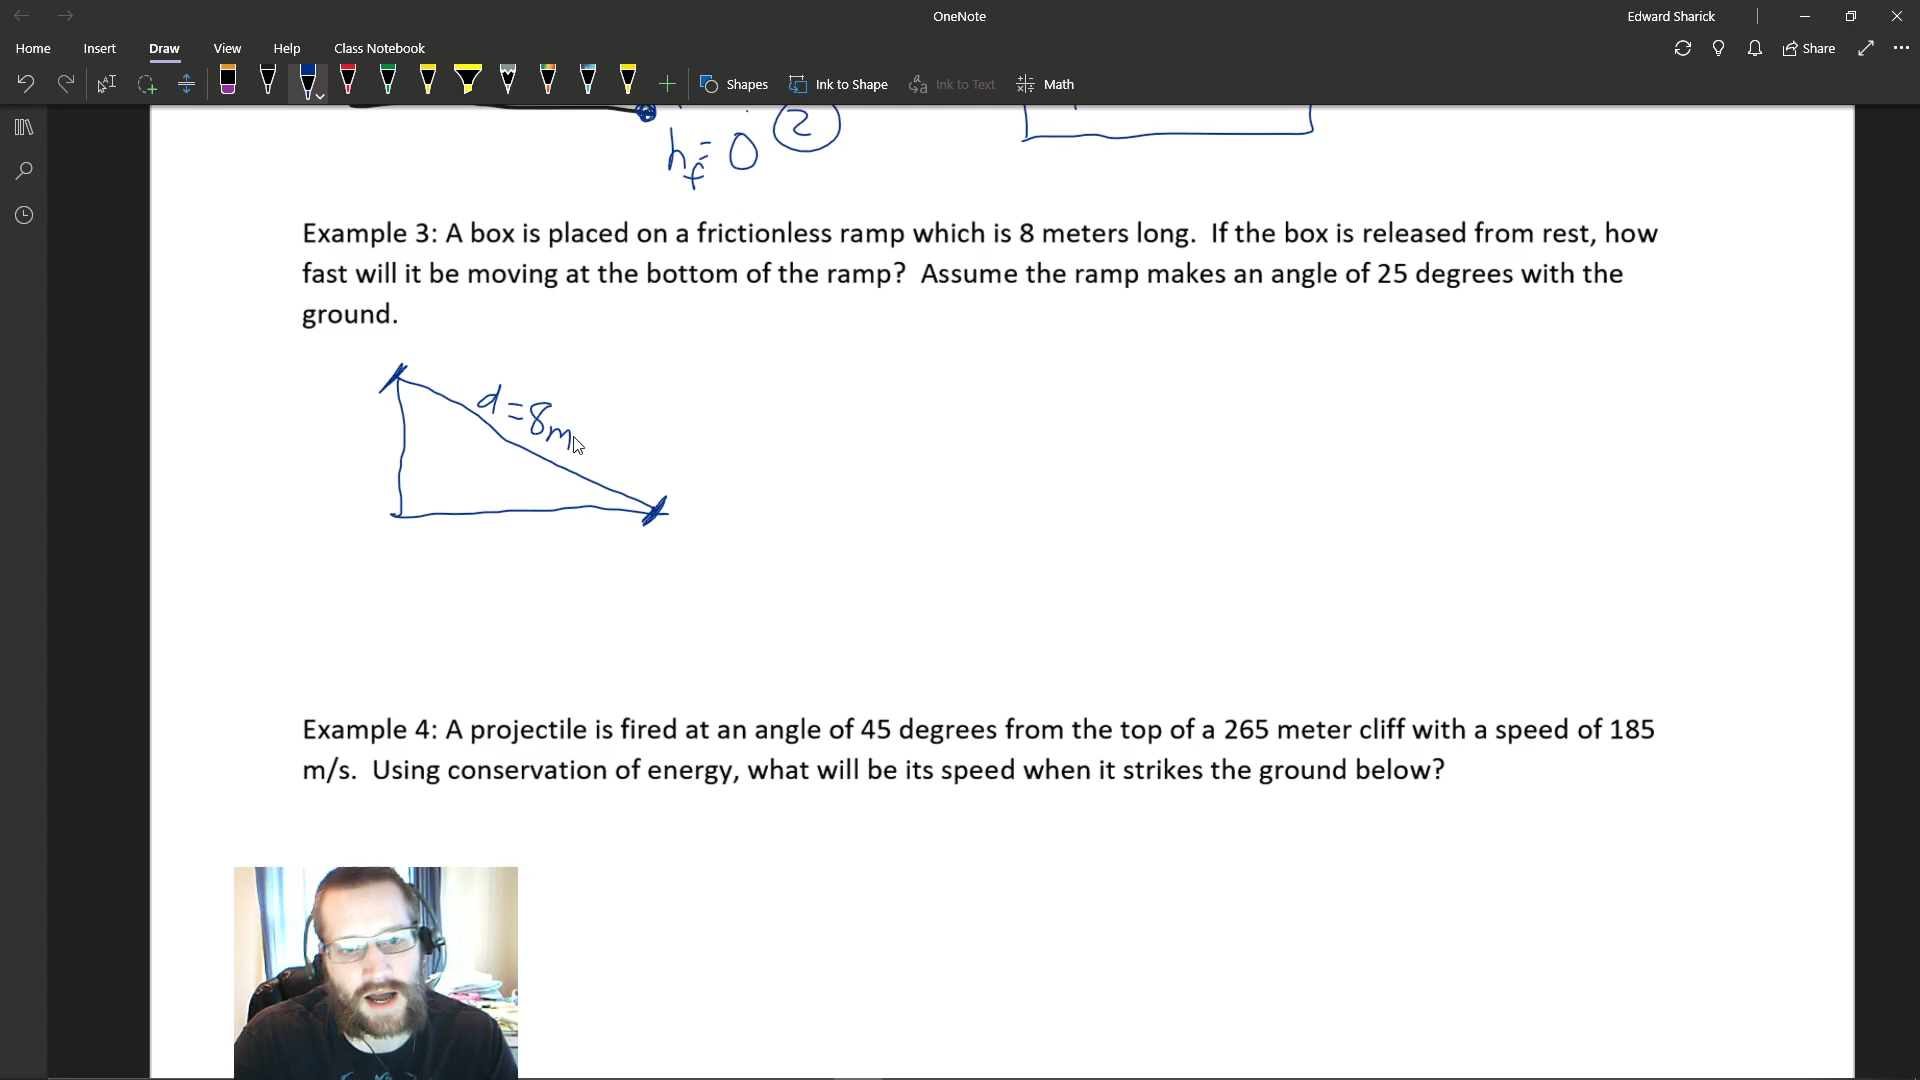 OneNote
Edward Sharick
Home Insert Draw View Help Class Notebook
Share
Shapes Ink to Shape Ink to Text Math
h_f = 0 2
Example 3: A box is placed on a frictionless ramp which is 8 meters long. If the box is released from rest, how
fast will it be moving at the bottom of the ramp? Assume the ramp makes an angle of 25 degrees with the
ground.
d = 8m
Example 4: A projectile is fired at an angle of 45 degrees from the top of a 265 meter cliff with a speed of 185
m/s. Using conservation of energy, what will be its speed when it strikes the ground below?